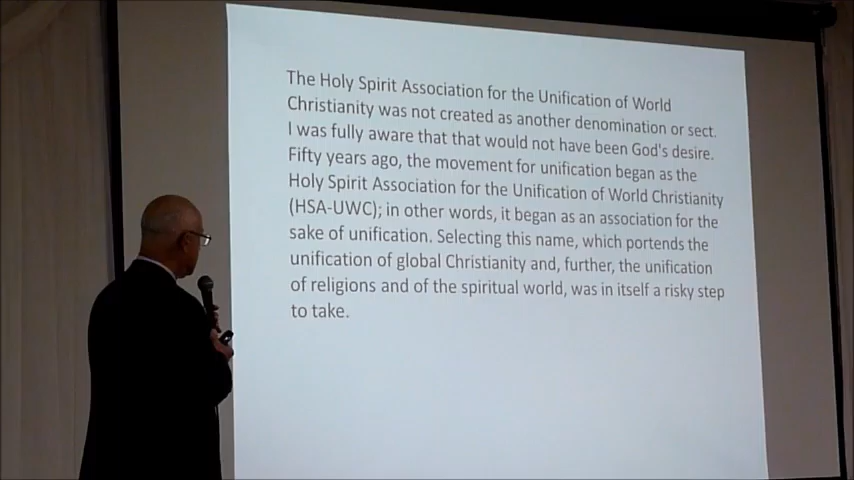 The Holy Spirit Association for the Unification of World
Christianity was not created as another denomination or sect.
I was fully aware that that would not have been God's desire.
Fifty years ago, the movement for unification began as the
Holy Spirit Association for the Unification of World Christianity
(HSA-UWC); in other words, it began as an association for the
sake of unification. Selecting this name, which portends the
unification of global Christianity and, further, the unification
of religions and of the spiritual world, was in itself a risky step
to take.